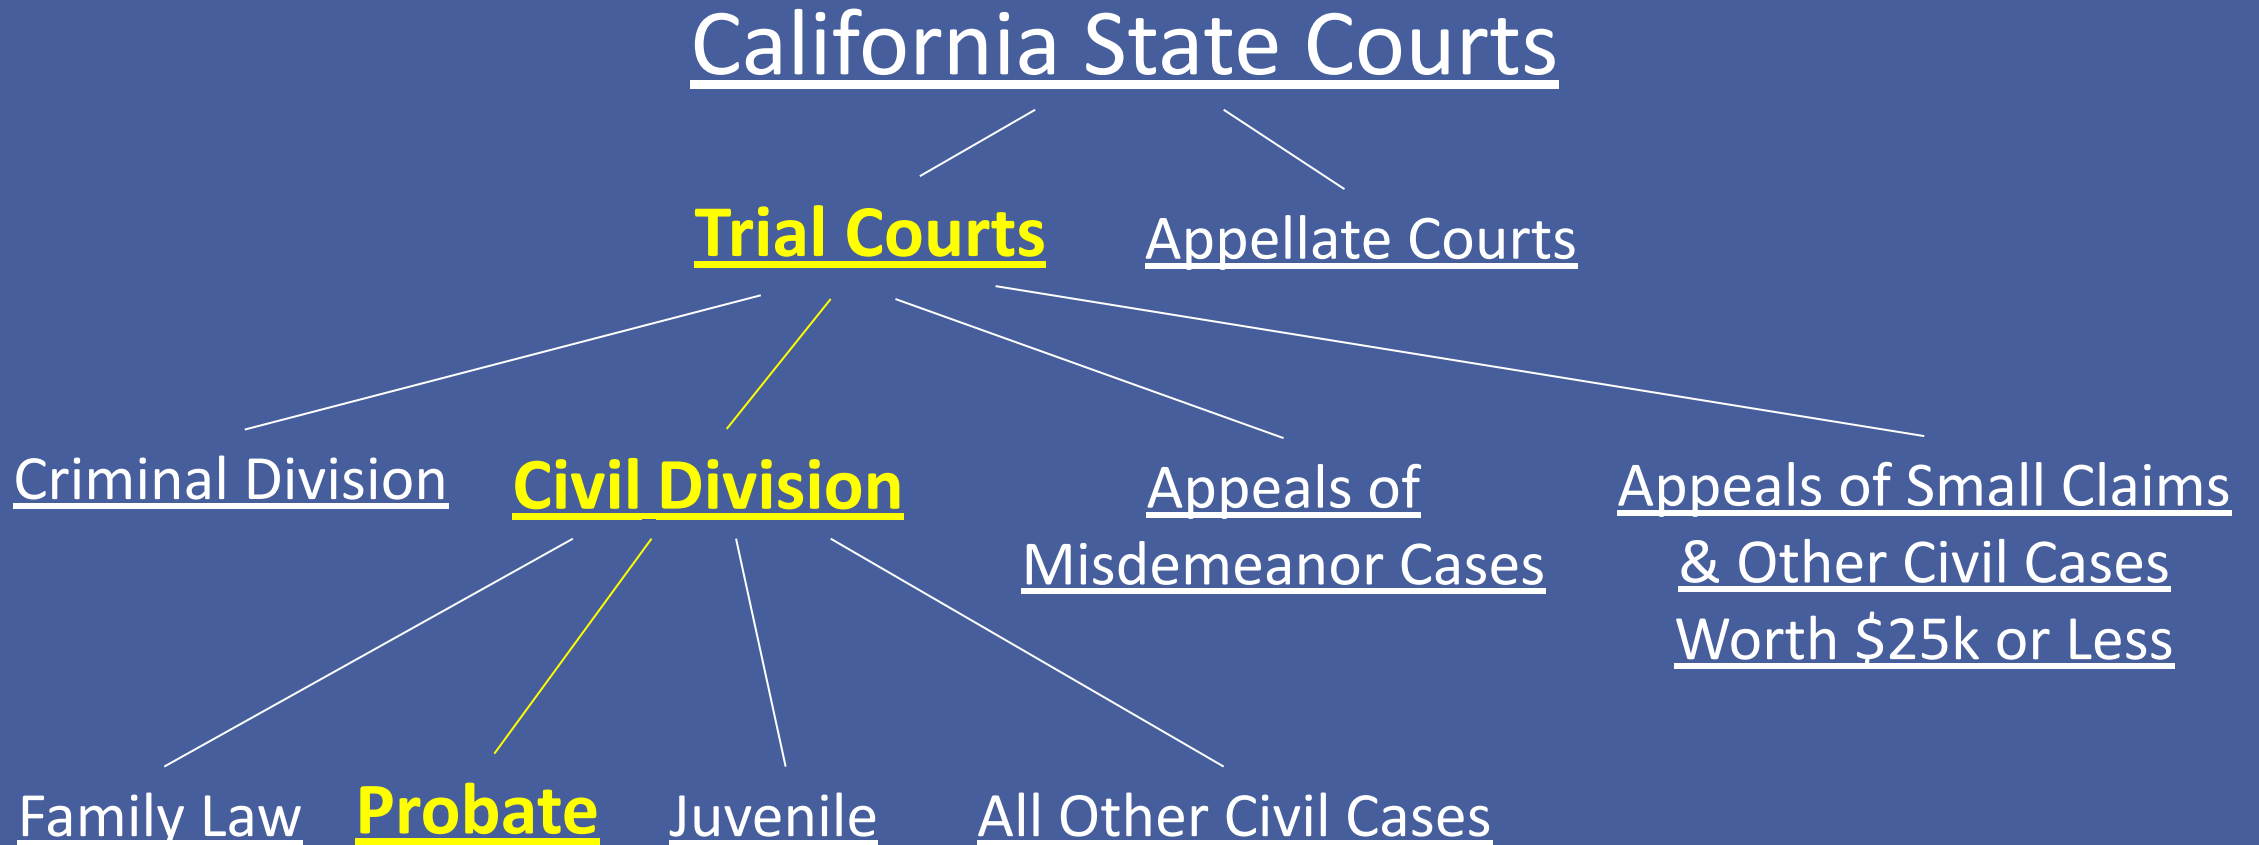 California State Courts
Trial Courts
Appellate Courts
Criminal Division
Civil Division
Appeals of
Misdemeanor Cases
Appeals of Small Claims
& Other Civil Cases
Worth $25k or Less
Family Law
Probate
Juvenile
All Other Civil Cases